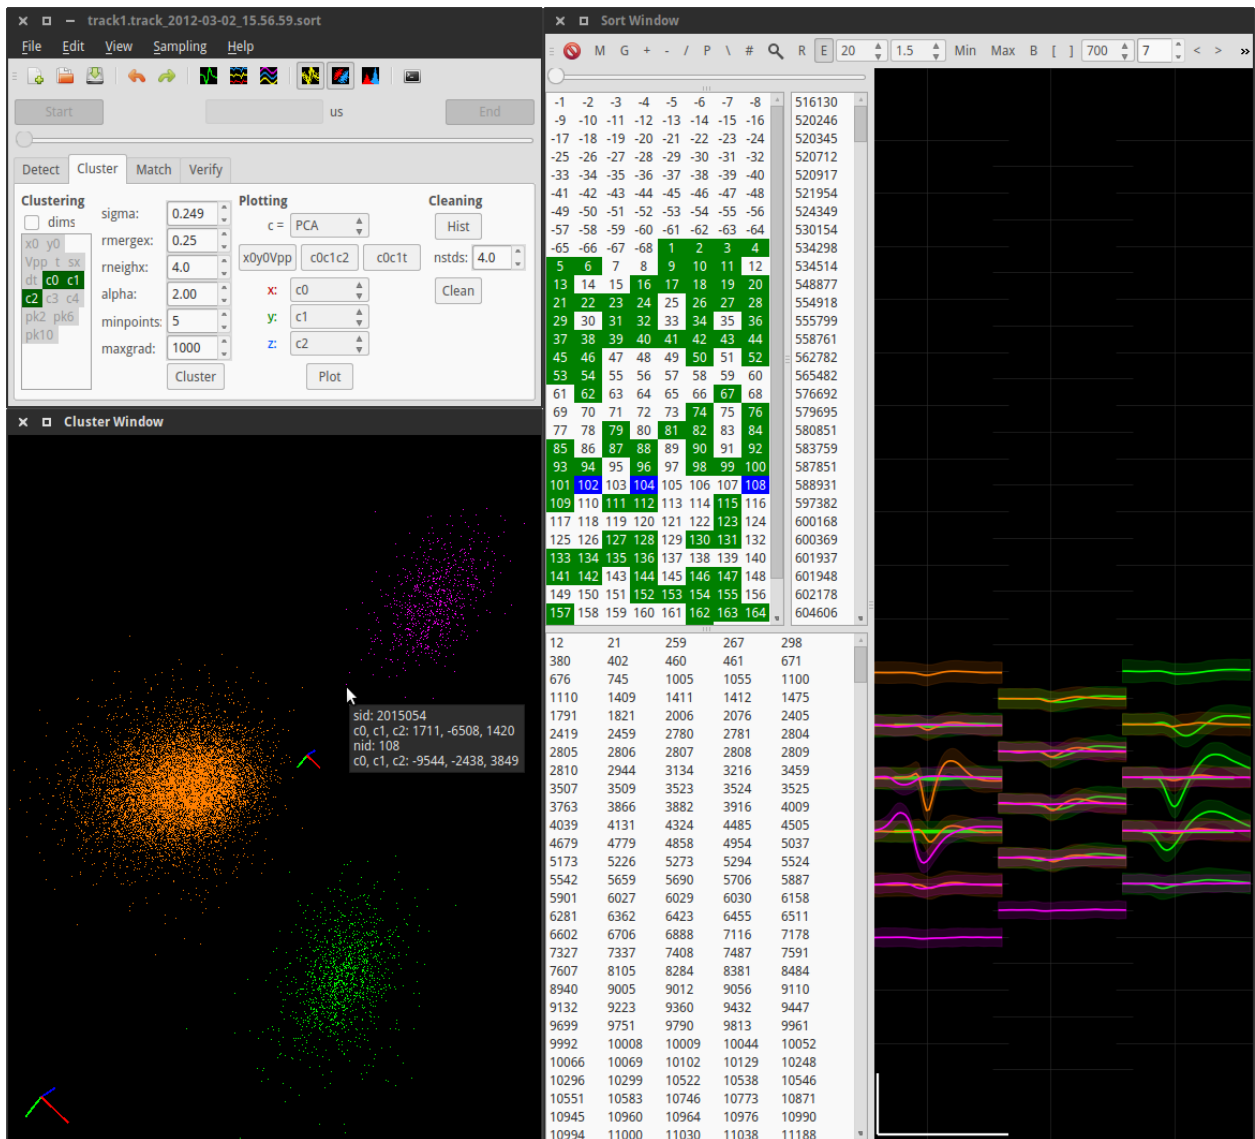 track1.track_2012-03-02_15.56.59.sort
File Edit View Sampling Help
Start us End
Detect Cluster Match Verify
Clustering Plotting Cleaning
dims sigma: 0.249 c = PCA Hist
x0 y0 rmergex: 0.25 x0y0Vpp c0c1c2 c0c1t nstds: 4.0
Vpp t sx rneighx: 4.0
dt c0 c1 alpha: 2.00 x: c0 Clean
c2 c3 c4 minpoints: 5 y: c1
pk2 pk6 maxgrad: 1000 z: c2
pk10
Cluster Plot
Cluster Window
sid: 2015054
c0, c1, c2: 1711, -6508, 1420
nid: 108
c0, c1, c2: -9544, -2438, 3849
Sort Window
M G + - / P \ # R E 20 1.5 Min Max B [ ] 700 7 < > »
-1 -2 -3 -4 -5 -6 -7 -8 516130
-9 -10 -11 -12 -13 -14 -15 -16 520246
-17 -18 -19 -20 -21 -22 -23 -24 520345
-25 -26 -27 -28 -29 -30 -31 -32 520712
-33 -34 -35 -36 -37 -38 -39 -40 520917
-41 -42 -43 -44 -45 -46 -47 -48 521954
-49 -50 -51 -52 -53 -54 -55 -56 524349
-57 -58 -59 -60 -61 -62 -63 -64 530154
-65 -66 -67 -68 1 2 3 4 534298
5 6 7 8 9 10 11 12 534514
13 14 15 16 17 18 19 20 548877
21 22 23 24 25 26 27 28 554918
29 30 31 32 33 34 35 36 555799
37 38 39 40 41 42 43 44 558761
45 46 47 48 49 50 51 52 562782
53 54 55 56 57 58 59 60 565482
61 62 63 64 65 66 67 68 576692
69 70 71 72 73 74 75 76 579695
77 78 79 80 81 82 83 84 580851
85 86 87 88 89 90 91 92 583759
93 94 95 96 97 98 99 100 587851
101 102 103 104 105 106 107 108 588931
109 110 111 112 113 114 115 116 597382
117 118 119 120 121 122 123 124 600168
125 126 127 128 129 130 131 132 600369
133 134 135 136 137 138 139 140 601937
141 142 143 144 145 146 147 148 601948
149 150 151 152 153 154 155 156 602178
157 158 159 160 161 162 163 164 604606
12 21 259 267 298
380 402 460 461 671
676 745 1005 1055 1100
1110 1409 1411 1412 1475
1791 1821 2006 2076 2405
2419 2459 2780 2781 2804
2805 2806 2807 2808 2809
2810 2944 3134 3216 3459
3507 3509 3523 3524 3525
3763 3866 3882 3916 4009
4039 4131 4324 4485 4505
4679 4779 4858 4954 5037
5173 5226 5273 5294 5524
5542 5659 5690 5706 5887
5901 6027 6029 6030 6158
6281 6362 6423 6455 6511
6602 6706 6888 7116 7178
7327 7337 7408 7487 7591
7607 8105 8284 8381 8484
8940 9005 9012 9056 9110
9132 9223 9360 9432 9447
9699 9751 9790 9813 9961
9992 10008 10009 10044 10052
10066 10069 10102 10129 10248
10296 10299 10522 10538 10546
10551 10583 10746 10773 10871
10945 10960 10964 10976 10990
10994 11000 11030 11038 11188